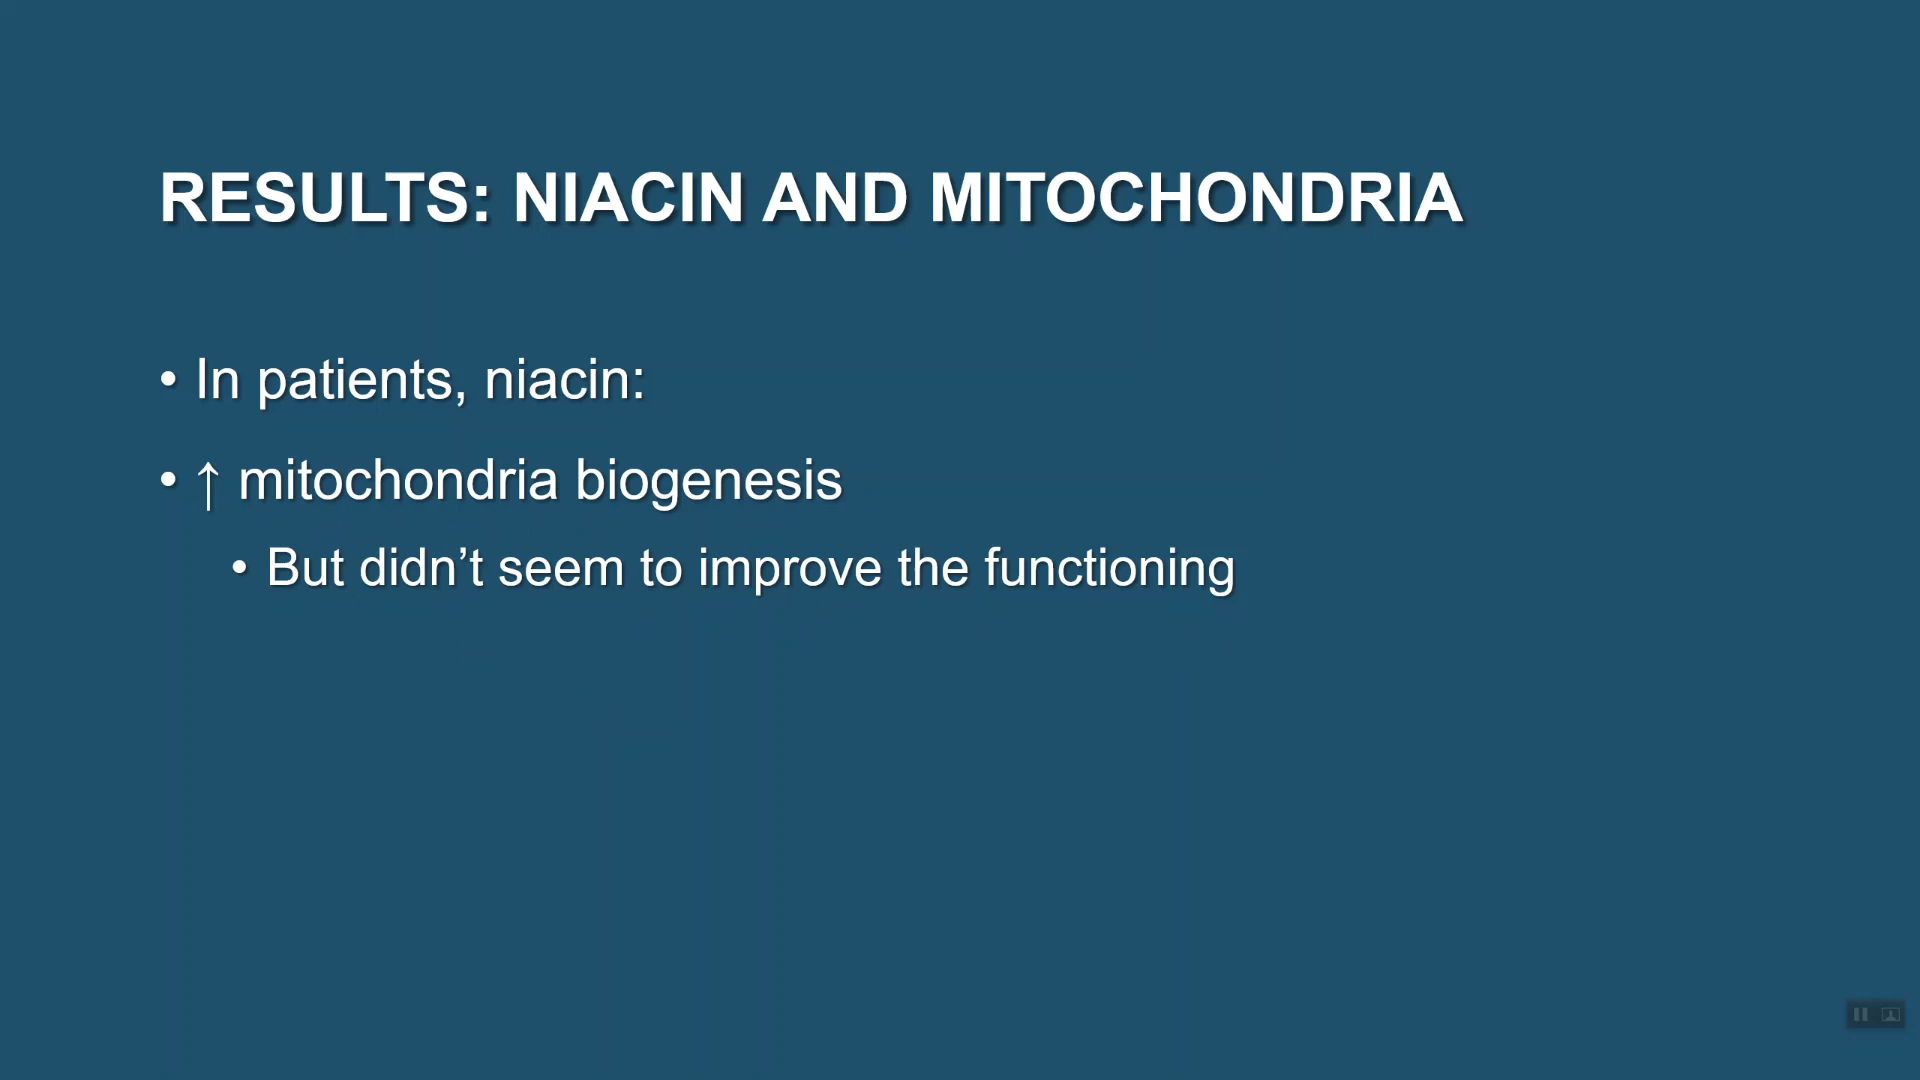 RESULTS: NIACIN AND MITOCHONDRIA
• In patients, niacin:
• ↑ mitochondria biogenesis
• But didn’t seem to improve the functioning